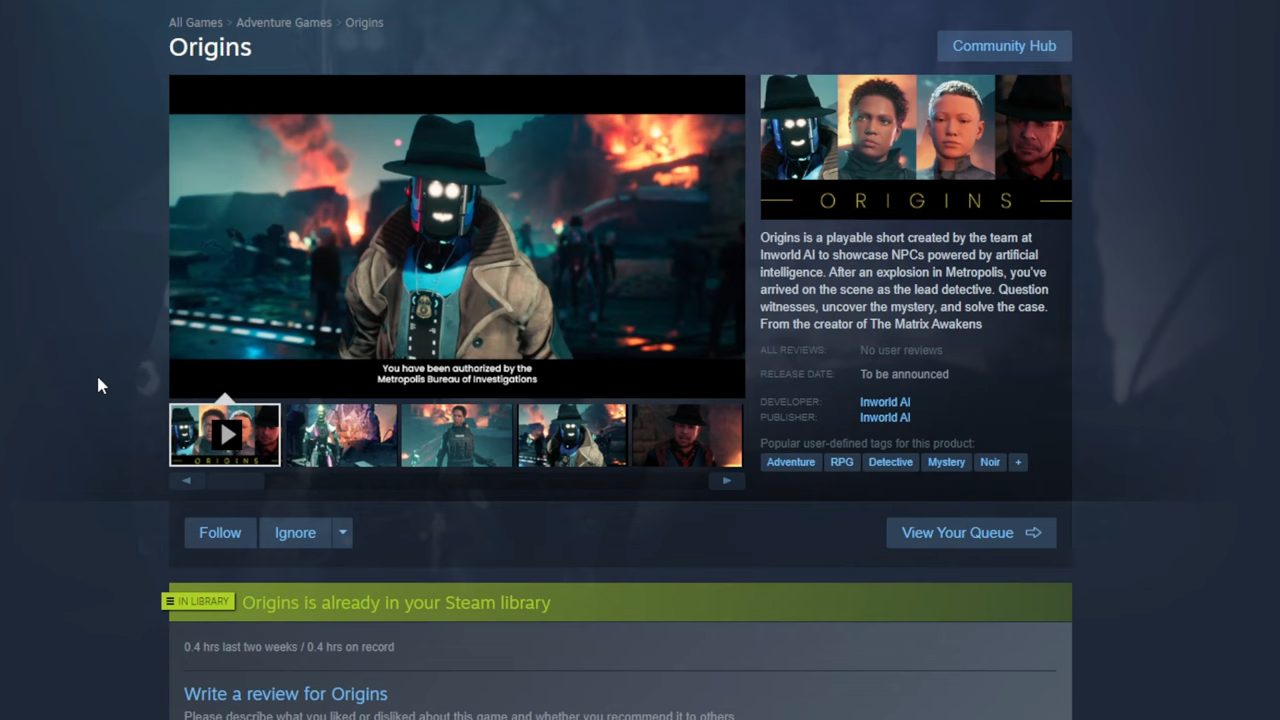 All Games > Adventure Games > Origins
Origins
Community Hub
You have been authorized by the
Metropolis Bureau of Investigations
ORIGINS
ORIGINS
Origins is a playable short created by the team at
Inworld AI to showcase NPCs powered by artificial
intelligence. After an explosion in Metropolis, you've
arrived on the scene as the lead detective. Question
witnesses, uncover the mystery, and solve the case.
From the creator of The Matrix Awakens
ALL REVIEWS: No user reviews
RELEASE DATE: To be announced
DEVELOPER: Inworld AI
PUBLISHER: Inworld AI
Popular user-defined tags for this product:
Adventure RPG Detective Mystery Noir +
Follow Ignore View Your Queue
IN LIBRARY Origins is already in your Steam library
0.4 hrs last two weeks / 0.4 hrs on record
Write a review for Origins
Please describe what you liked or disliked about this game and whether you recommend it to others.